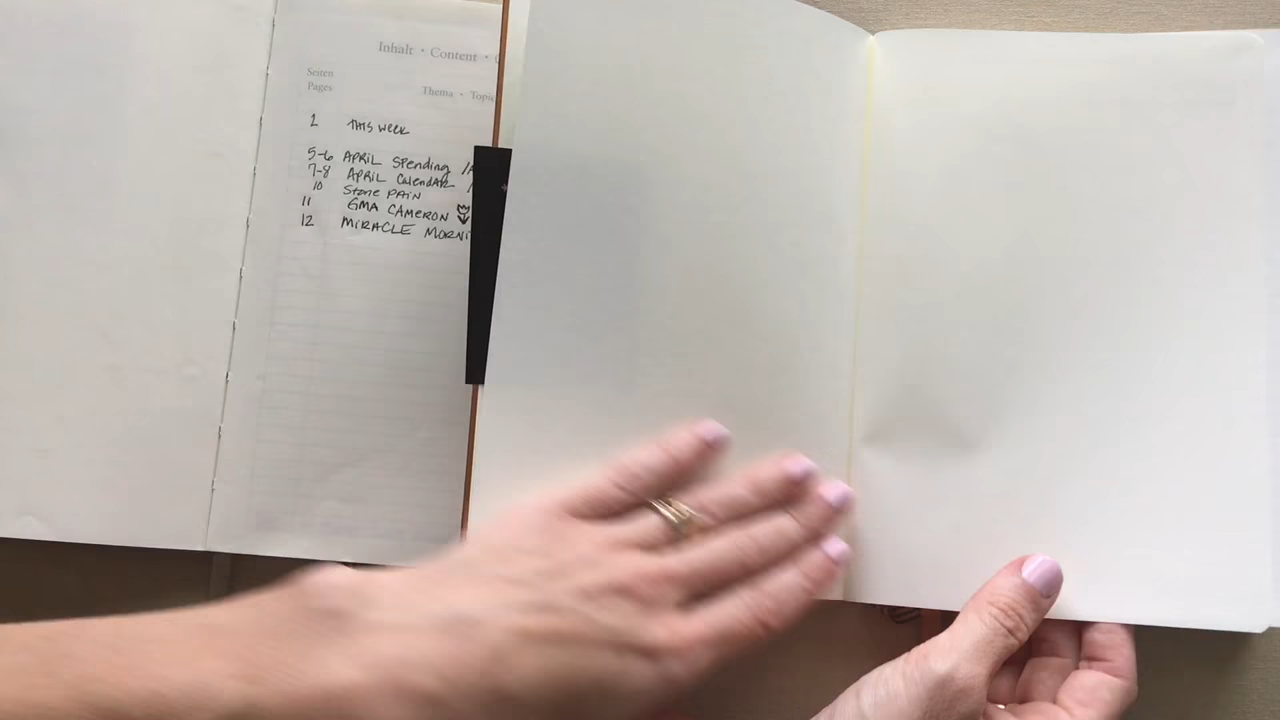 Inhalt • Content •
Seiten
Pages
Thema • Topic
1 THIS WEEK
5-6 APRIL Spending
7-8 APRIL CALENDAR
10 Stone PAIN
11 GMA CAMERON
12 MIRACLE MORNI